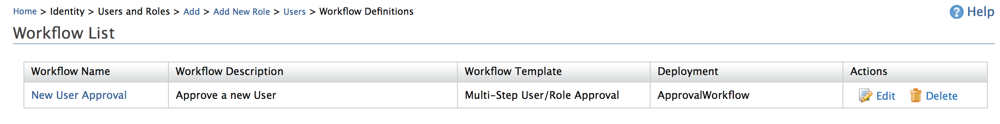 Home > Identity > Users and Roles > Add > Add New Role > Users > Workflow Definitions
Help
Workflow List
Workflow Name Workflow Description Workflow Template Deployment Actions
New User Approval Approve a new User Multi-Step User/Role Approval ApprovalWorkflow Edit Delete